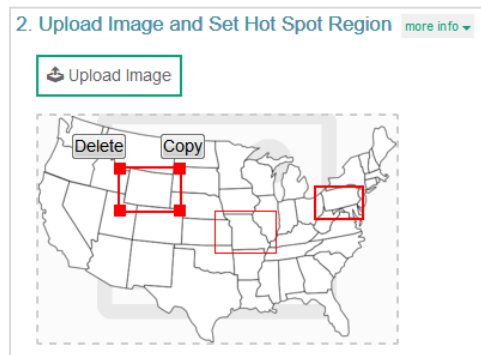 2. Upload Image and Set Hot Spot Region more info
Upload Image
Delete Copy